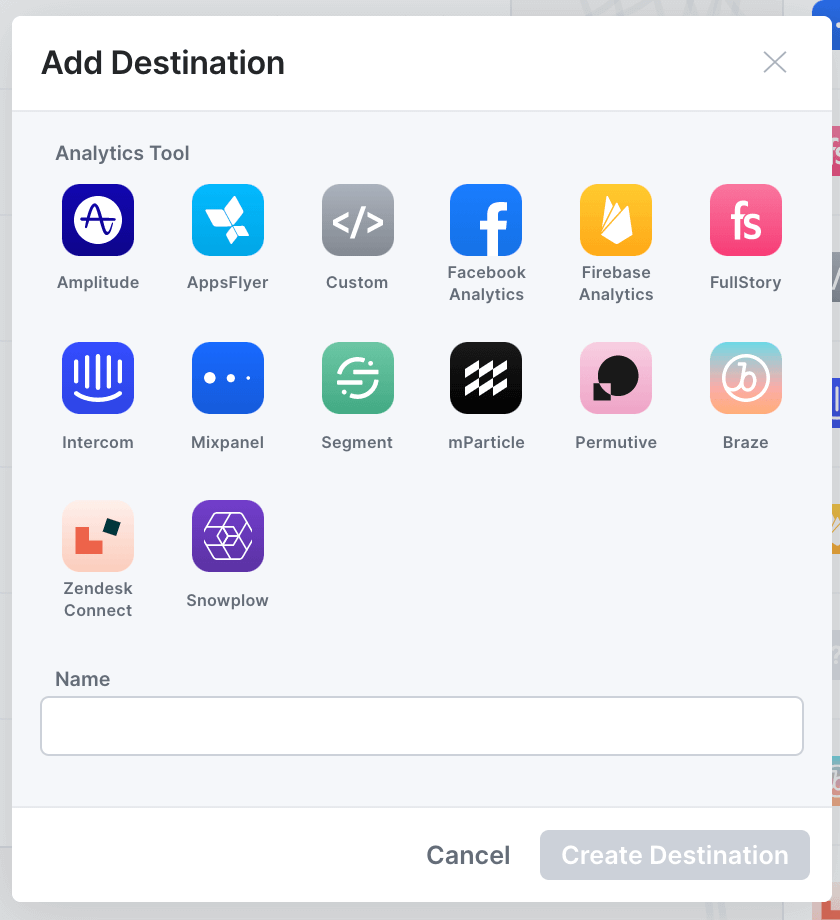 Add Destination
Analytics Tool
Amplitude
AppsFlyer
</>
Custom
Facebook
Analytics
Firebase
Analytics
fs
FullStory
Intercom
Mixpanel
Segment
mParticle
Permutive
b
Braze
Zendesk
Connect
Snowplow
Name
Cancel
Create Destination